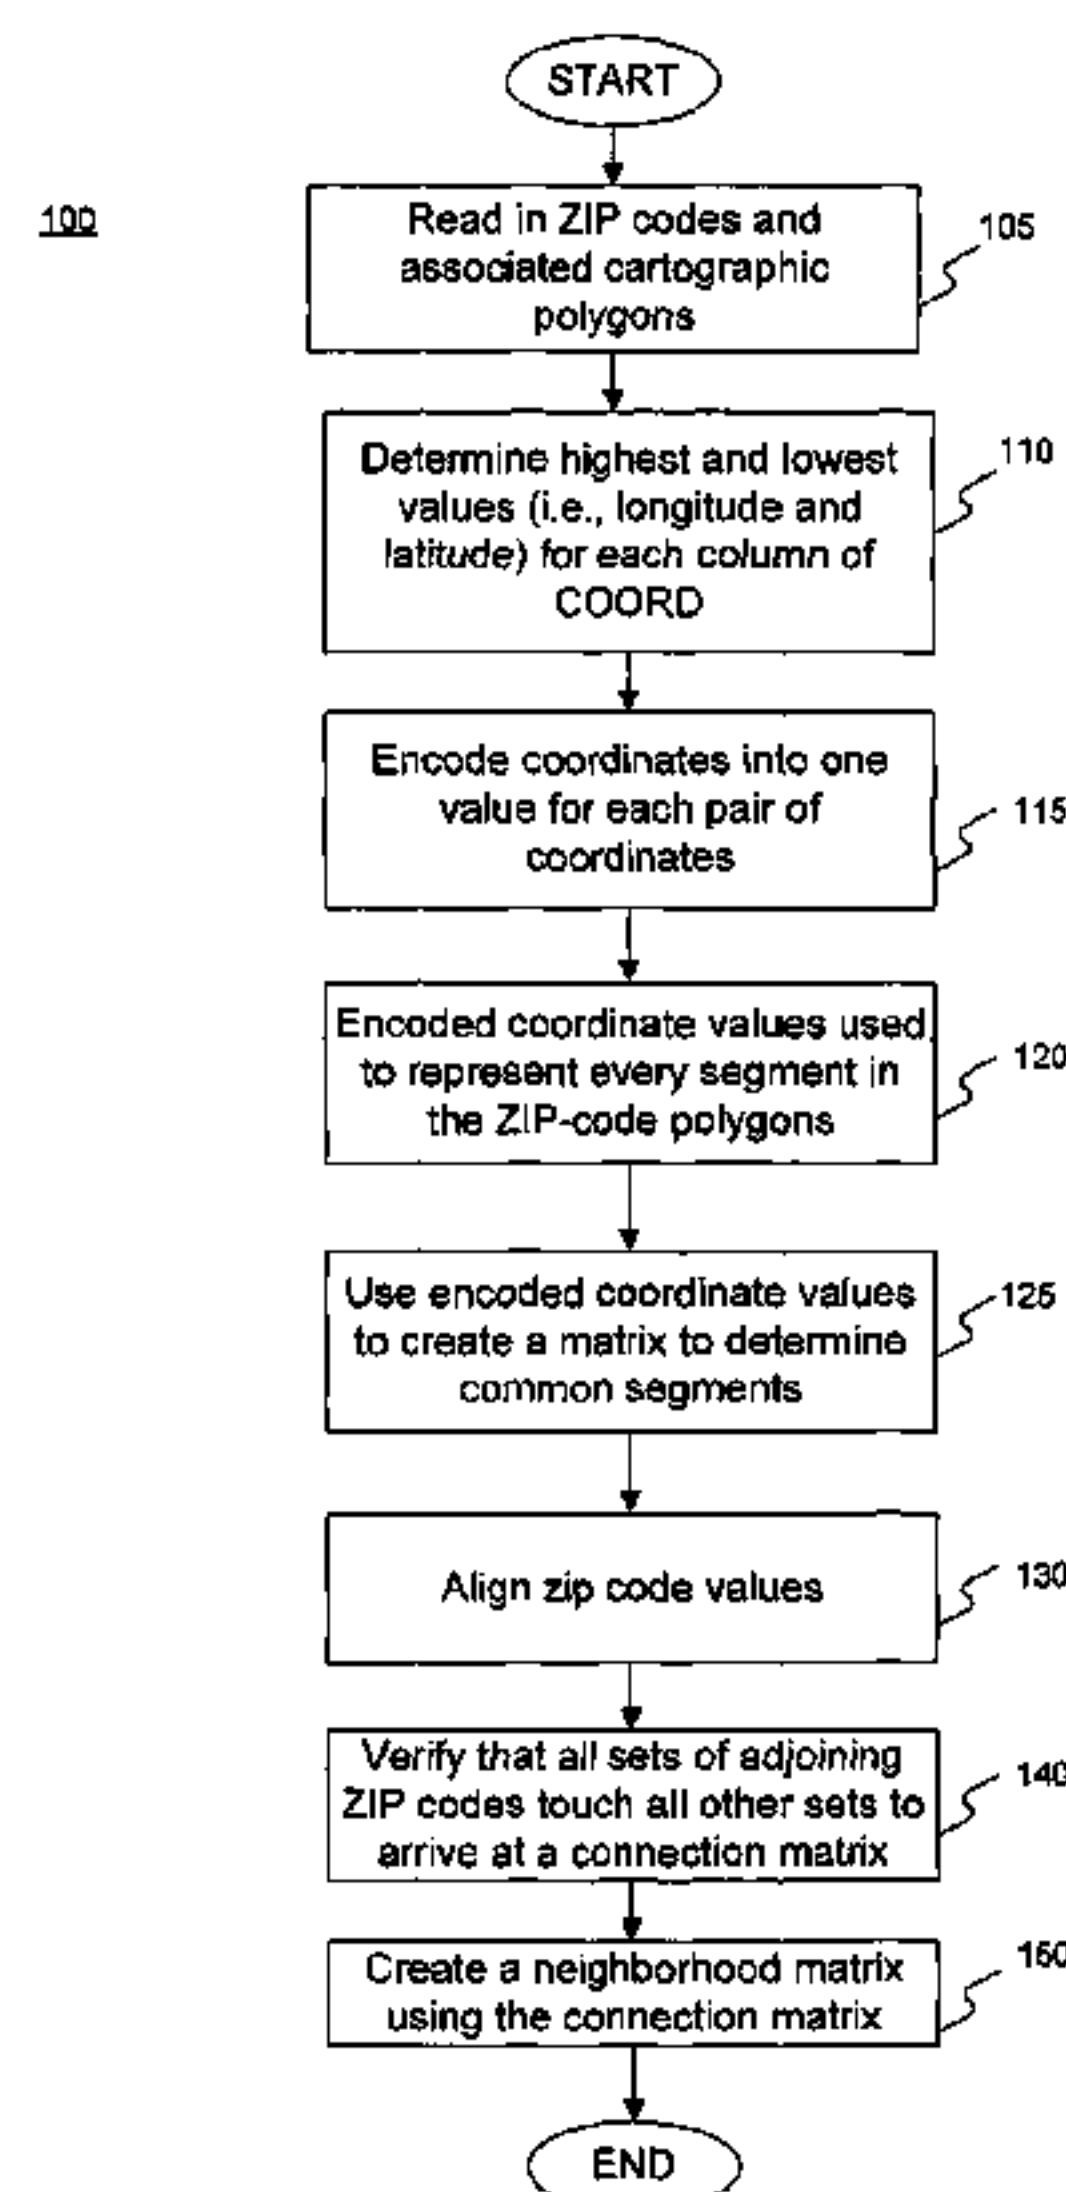 START
100
Read in ZIP codes and
associated cartographic
polygons
105
Determine highest and lowest
values (i.e., longitude and
latitude) for each column of
COORD
110
Encode coordinates into one
value for each pair of
coordinates
115
Encoded coordinate values used
to represent every segment in
the ZIP-code polygons
120
Use encoded coordinate values
to create a matrix to determine
common segments
125
Align zip code values
130
Verify that all sets of adjoining
ZIP codes touch all other sets to
arrive at a connection matrix
140
Create a neighborhood matrix
using the connection matrix
150
END